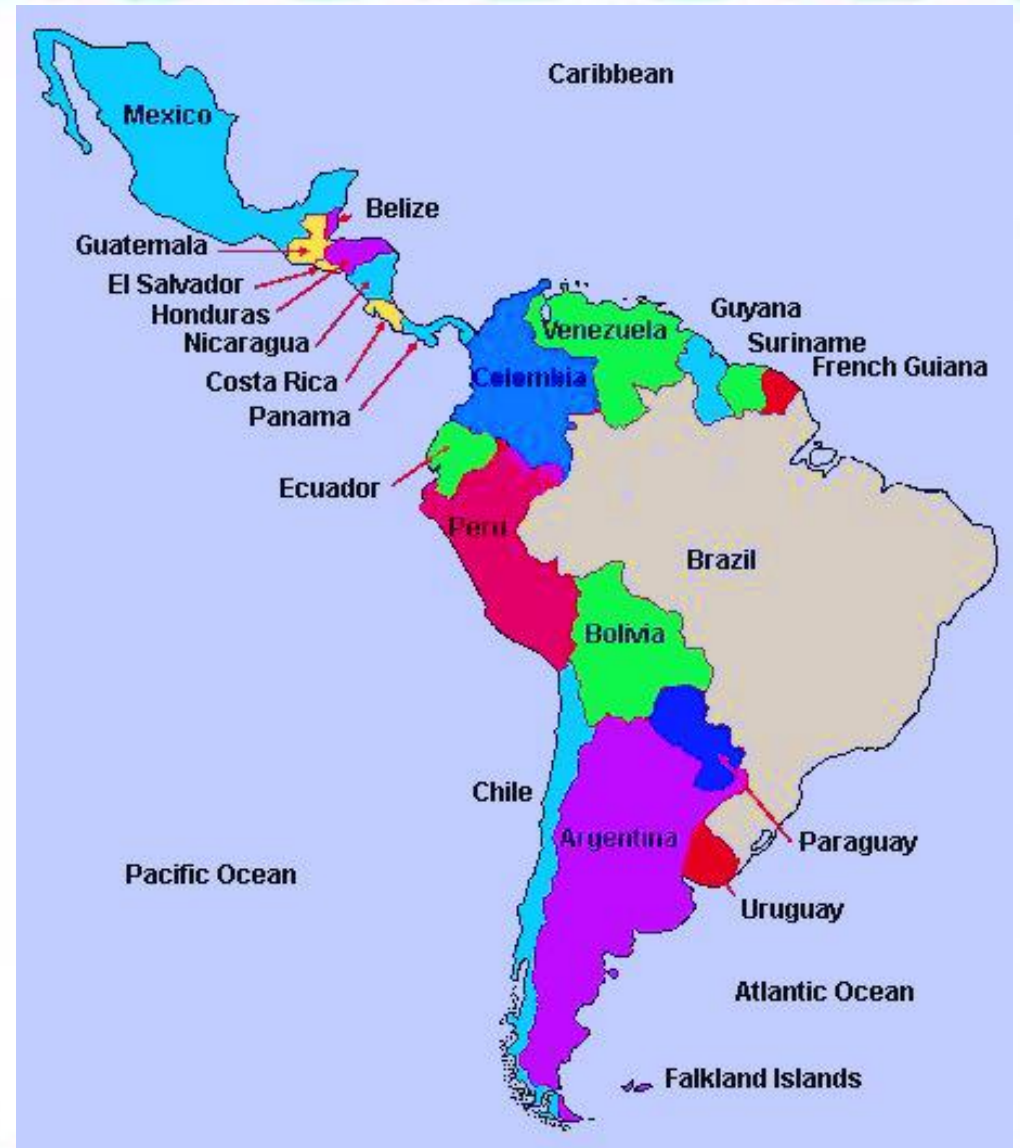 Caribbean
Mexico
Belize
Guatemala
El Salvador
Honduras
Nicaragua
Costa Rica
Panama
Guyana
Venezuela
Suriname
French Guiana
Colombia
Ecuador
Peru
Brazil
Bolivia
Chile
Argentina
Paraguay
Pacific Ocean
Uruguay
Atlantic Ocean
Falkland Islands